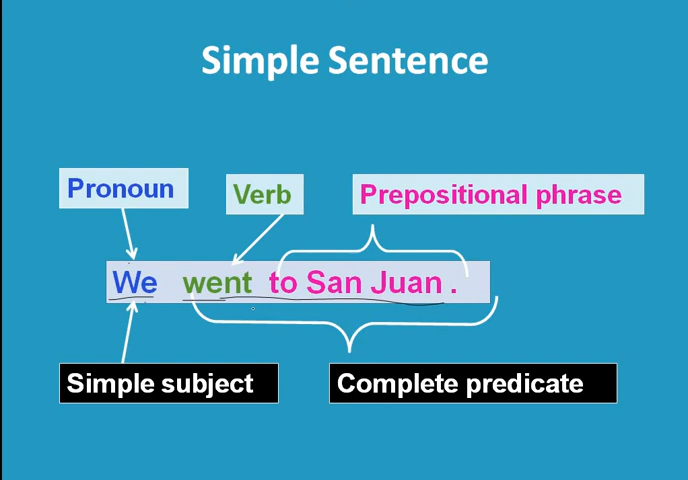 Simple Sentence
Pronoun
Verb
Prepositional phrase
We went to San Juan .
Simple subject
Complete predicate